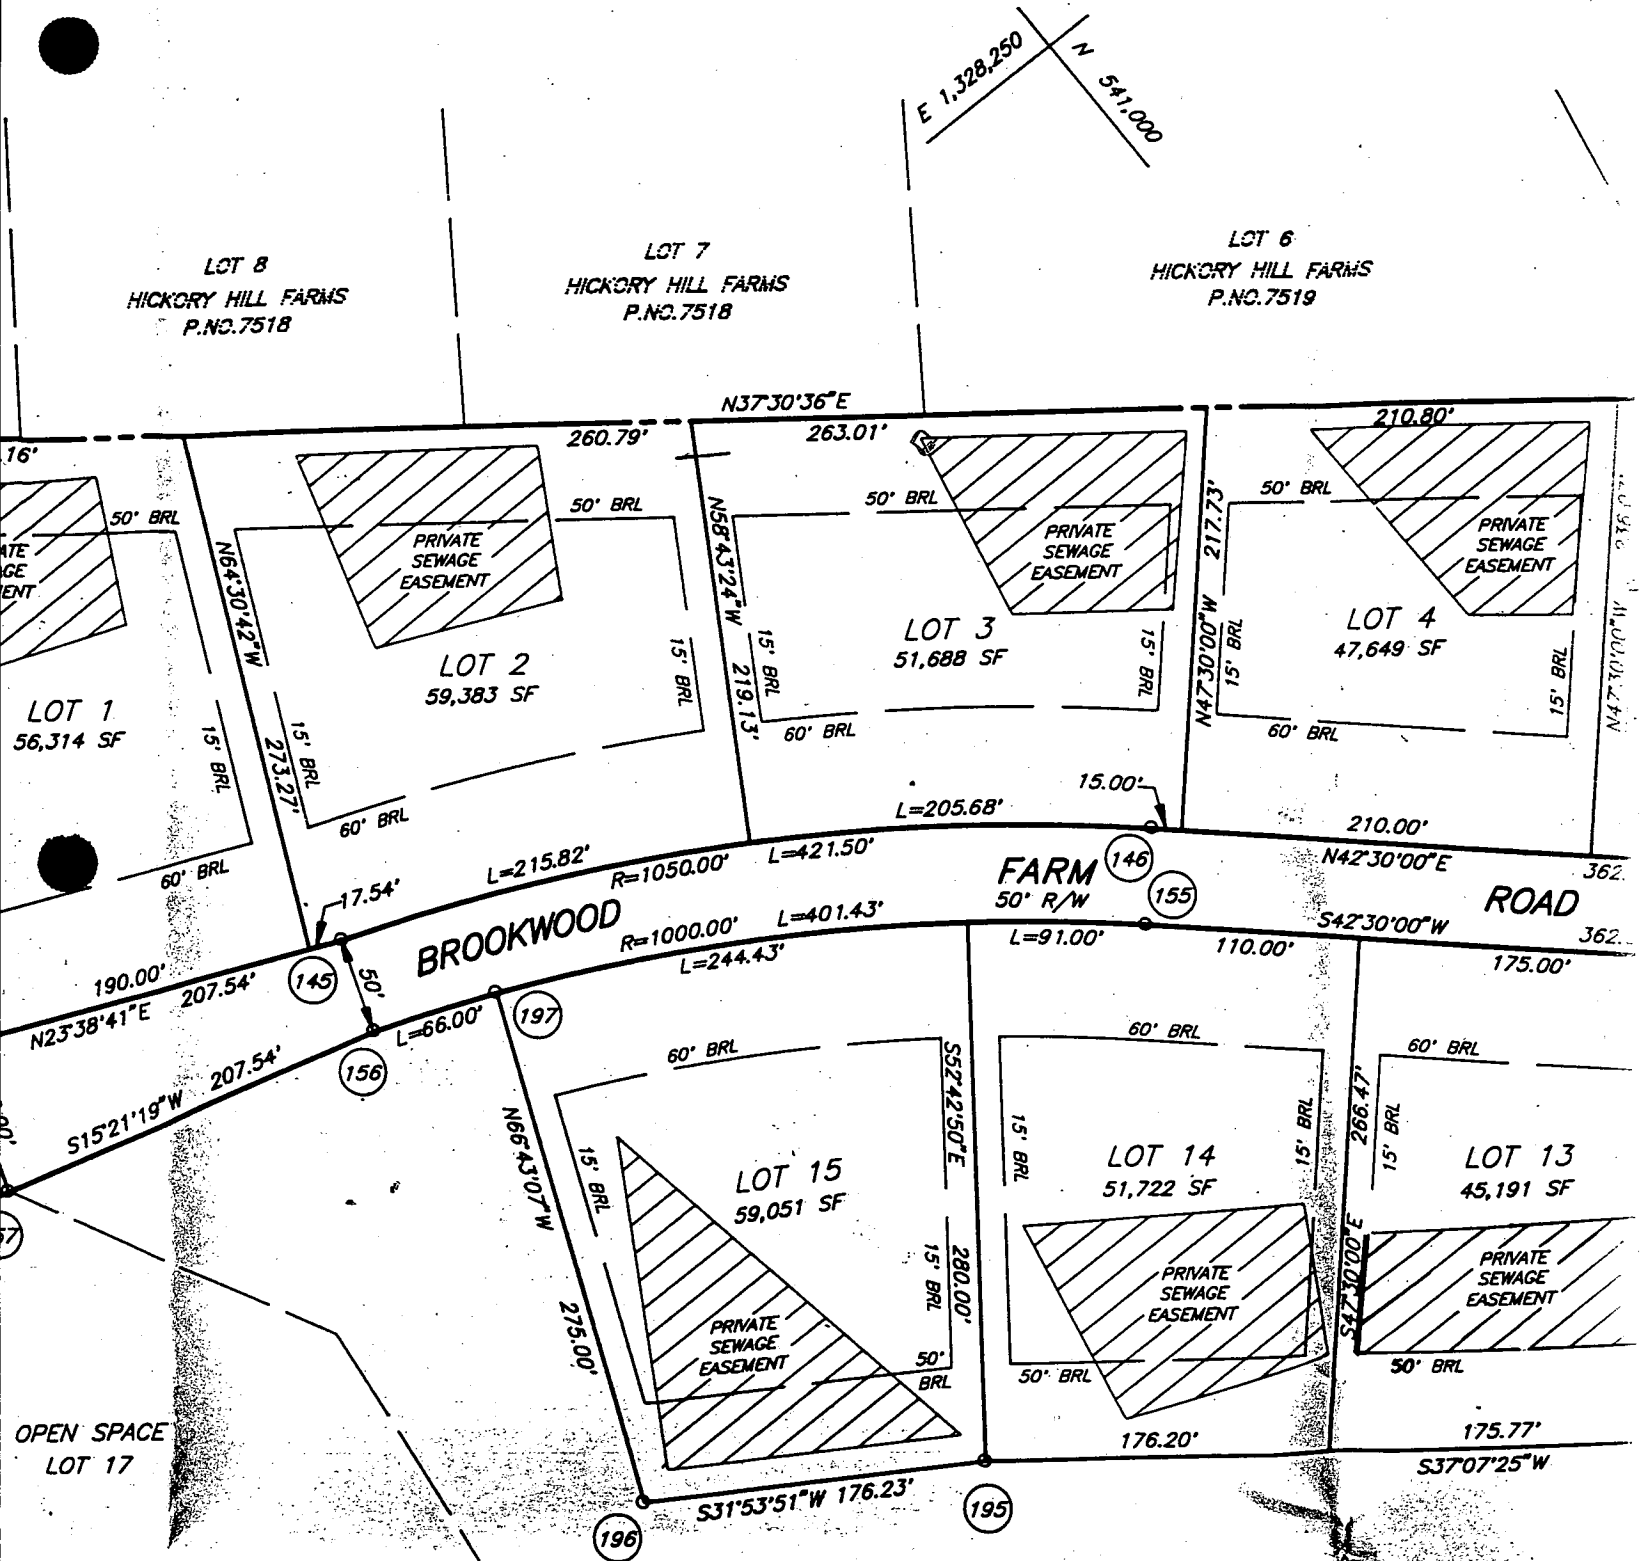 E 1,328,250
N 541,000
LOT 8
HICKORY HILL FARMS
P.NO.7518
LOT 7
HICKORY HILL FARMS
P.NO.7518
LOT 6
HICKORY HILL FARMS
P.NO.7519
N37°30'36"E
.16'
260.79'
263.01'
210.80'
50' BRL
50' BRL
50' BRL
50' BRL
PRIVATE
SEWAGE
EASEMENT
PRIVATE
SEWAGE
EASEMENT
PRIVATE
SEWAGE
EASEMENT
ATE
GE
ENT
N64°30'42"W
273.27'
N58°43'24"W 219.13'
N47°30'00"W 217.73'
LOT 1
56,314 SF
LOT 2
59,383 SF
LOT 3
51,688 SF
LOT 4
47,649 SF
15' BRL
15' BRL
15' BRL
15' BRL
15' BRL
15' BRL
15' BRL
60' BRL
60' BRL
60' BRL
60' BRL
15.00'
L=205.68'
210.00'
17.54'
L=215.82'
R=1050.00'
L=421.50'
146
N42°30'00"E
362.
FARM
50' R/W
155
ROAD
BROOKWOOD
R=1000.00'
L=401.43'
L=244.43'
L=91.00'
110.00'
S42°30'00"W
362.
175.00'
190.00'
207.54'
N23°38'41"E
145
50'
L=66.00'
197
156
207.54'
S15°21'19"W
60' BRL
60' BRL
60' BRL
N66°43'07"W
275.00'
S52°42'50"E
280.00'
266.47'
S47°30'00"E
15' BRL
15' BRL
15' BRL
15' BRL
15' BRL
LOT 15
59,051 SF
LOT 14
51,722 SF
LOT 13
45,191 SF
PRIVATE
SEWAGE
EASEMENT
PRIVATE
SEWAGE
EASEMENT
PRIVATE
SEWAGE
EASEMENT
50'
BRL
50' BRL
50' BRL
OPEN SPACE
LOT 17
176.20'
175.77'
S37°07'25"W
S31°53'51"W 176.23'
195
196